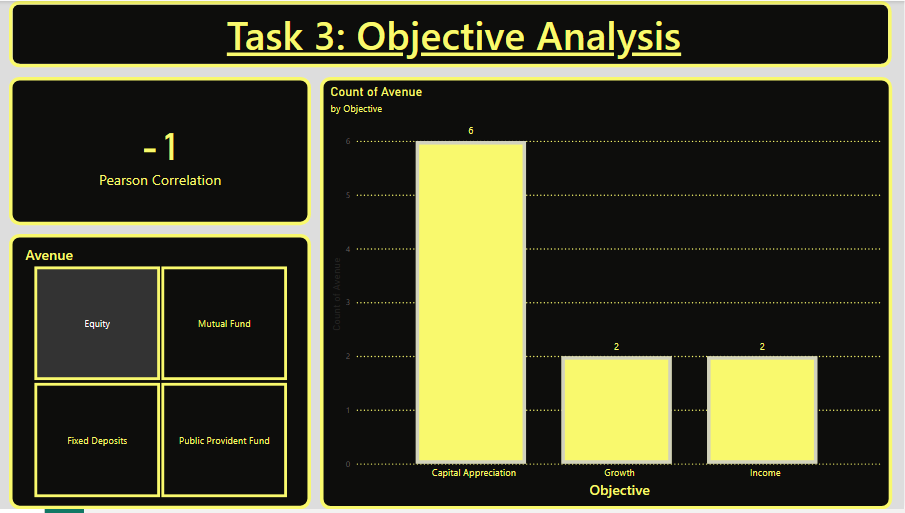 Task 3: Objective Analysis
-1
Pearson Correlation
Avenue
Equity
Mutual Fund
Fixed Deposits
Public Provident Fund
Count of Avenue
by Objective
6
5
4
3
2
1
0
Count of Avenue
6
2
2
Capital Appreciation
Growth
Income
Objective